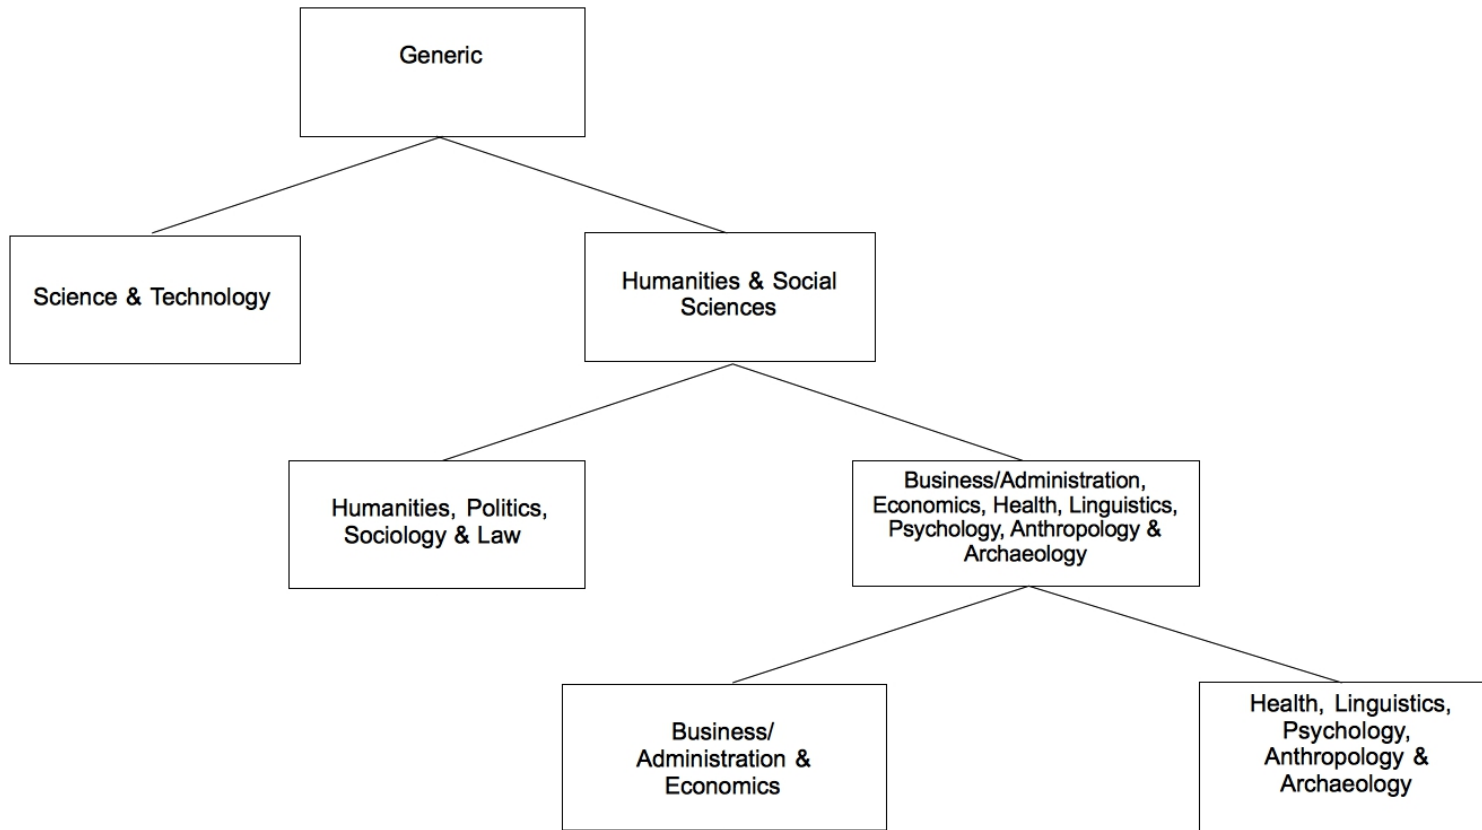 Generic
Science & Technology
Humanities & Social
Sciences
Humanities, Politics,
Sociology & Law
Business/Administration,
Economics, Health, Linguistics,
Psychology, Anthropology &
Archaeology
Business/
Administration &
Economics
Health, Linguistics,
Psychology,
Anthropology &
Archaeology